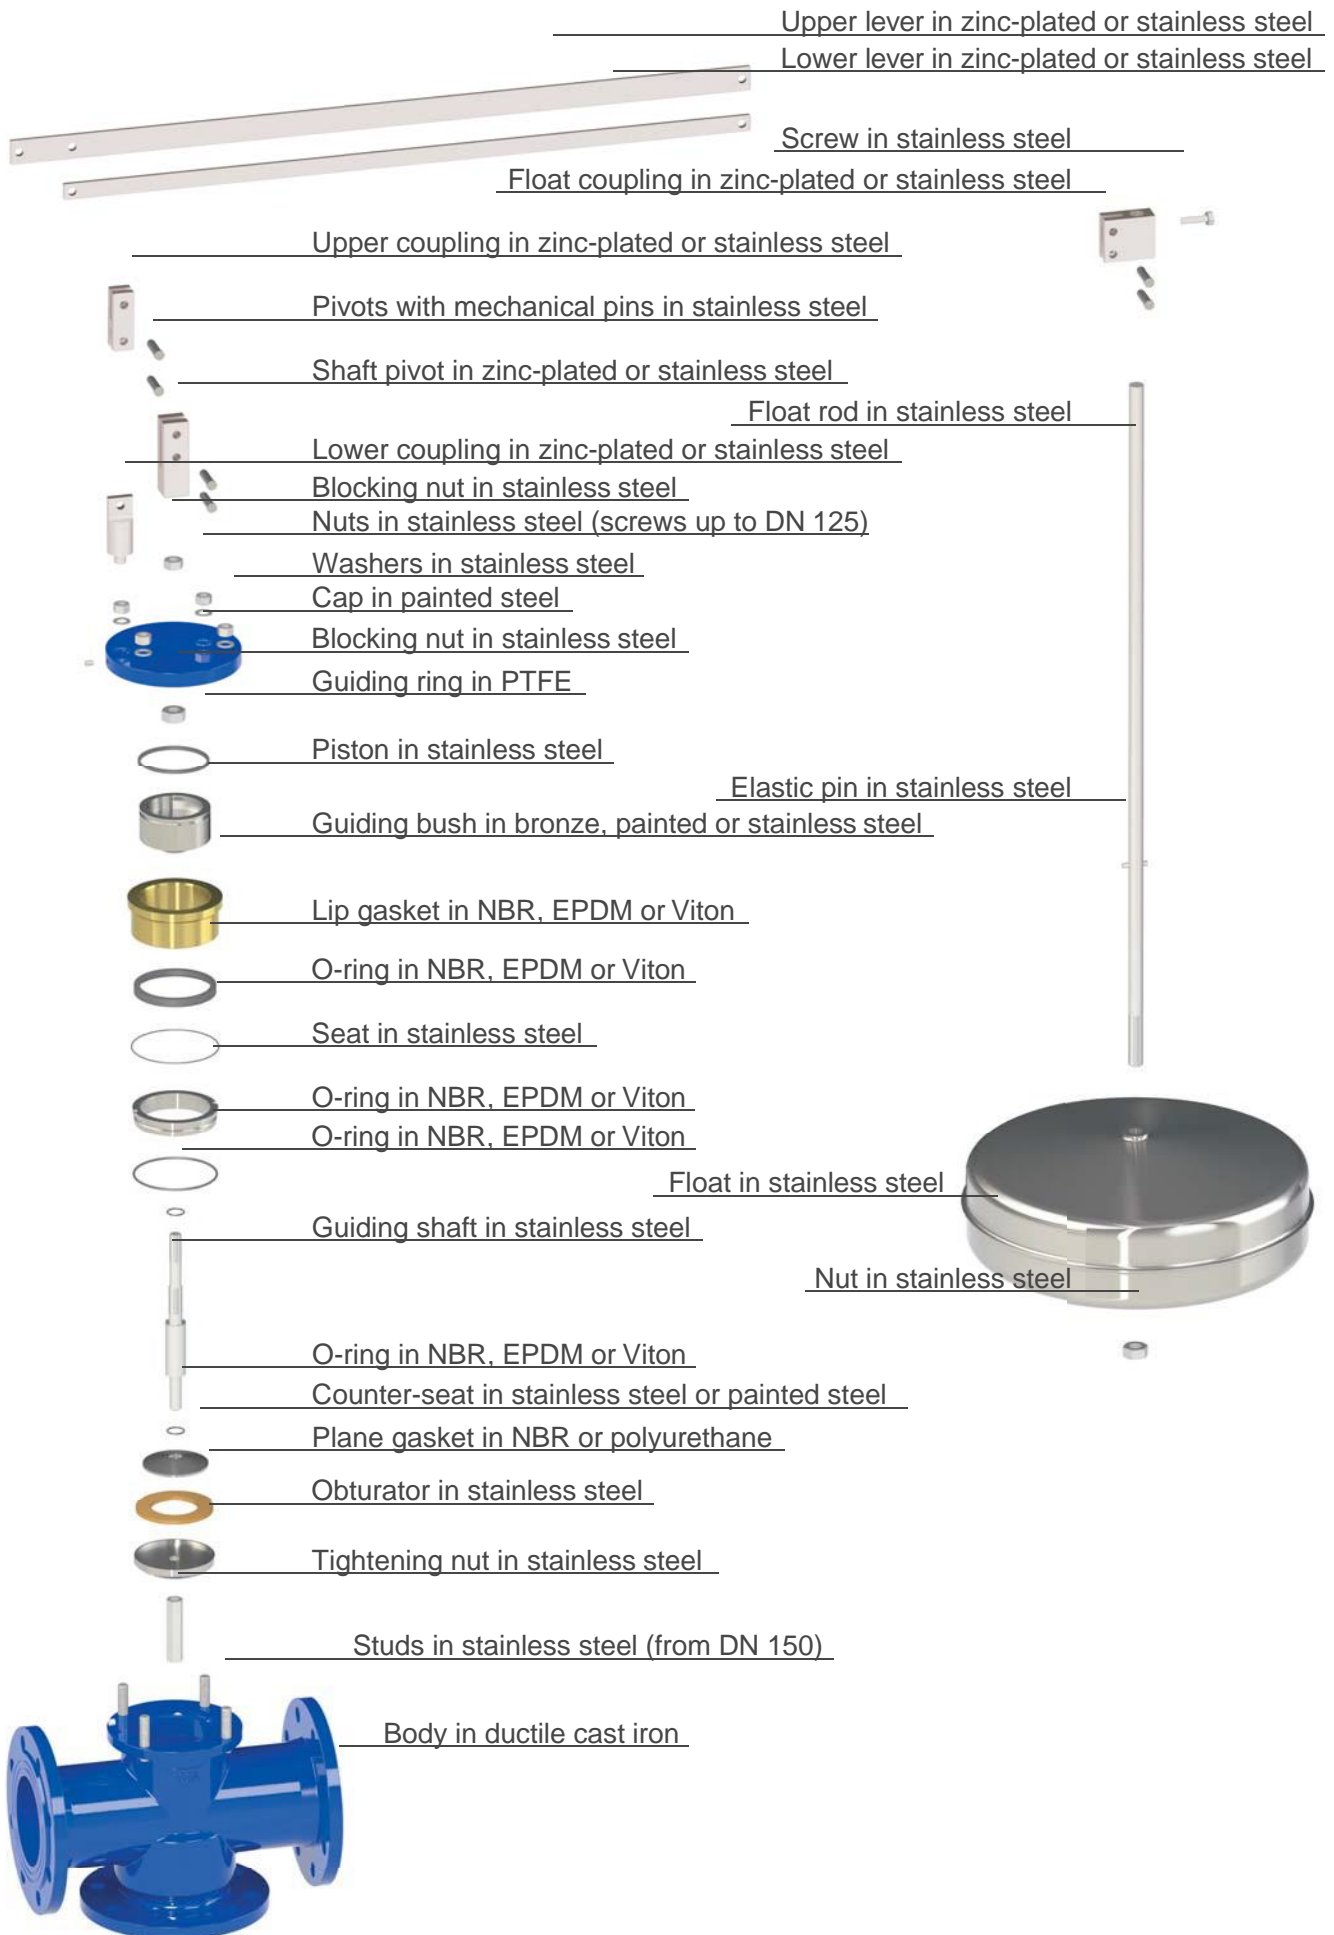 Upper lever in zinc-plated or stainless steel
Lower lever in zinc-plated or stainless steel
Screw in stainless steel
Float coupling in zinc-plated or stainless steel
Upper coupling in zinc-plated or stainless steel
Pivots with mechanical pins in stainless steel
Shaft pivot in zinc-plated or stainless steel
Float rod in stainless steel
Lower coupling in zinc-plated or stainless steel
Blocking nut in stainless steel
Nuts in stainless steel (screws up to DN 125)
Washers in stainless steel
Cap in painted steel
Blocking nut in stainless steel
Guiding ring in PTFE
Piston in stainless steel
Elastic pin in stainless steel
Guiding bush in bronze, painted or stainless steel
Lip gasket in NBR, EPDM or Viton
O-ring in NBR, EPDM or Viton
Seat in stainless steel
O-ring in NBR, EPDM or Viton
O-ring in NBR, EPDM or Viton
Float in stainless steel
Guiding shaft in stainless steel
Nut in stainless steel
O-ring in NBR, EPDM or Viton
Counter-seat in stainless steel or painted steel
Plane gasket in NBR or polyurethane
Obturator in stainless steel
Tightening nut in stainless steel
Studs in stainless steel (from DN 150)
Body in ductile cast iron